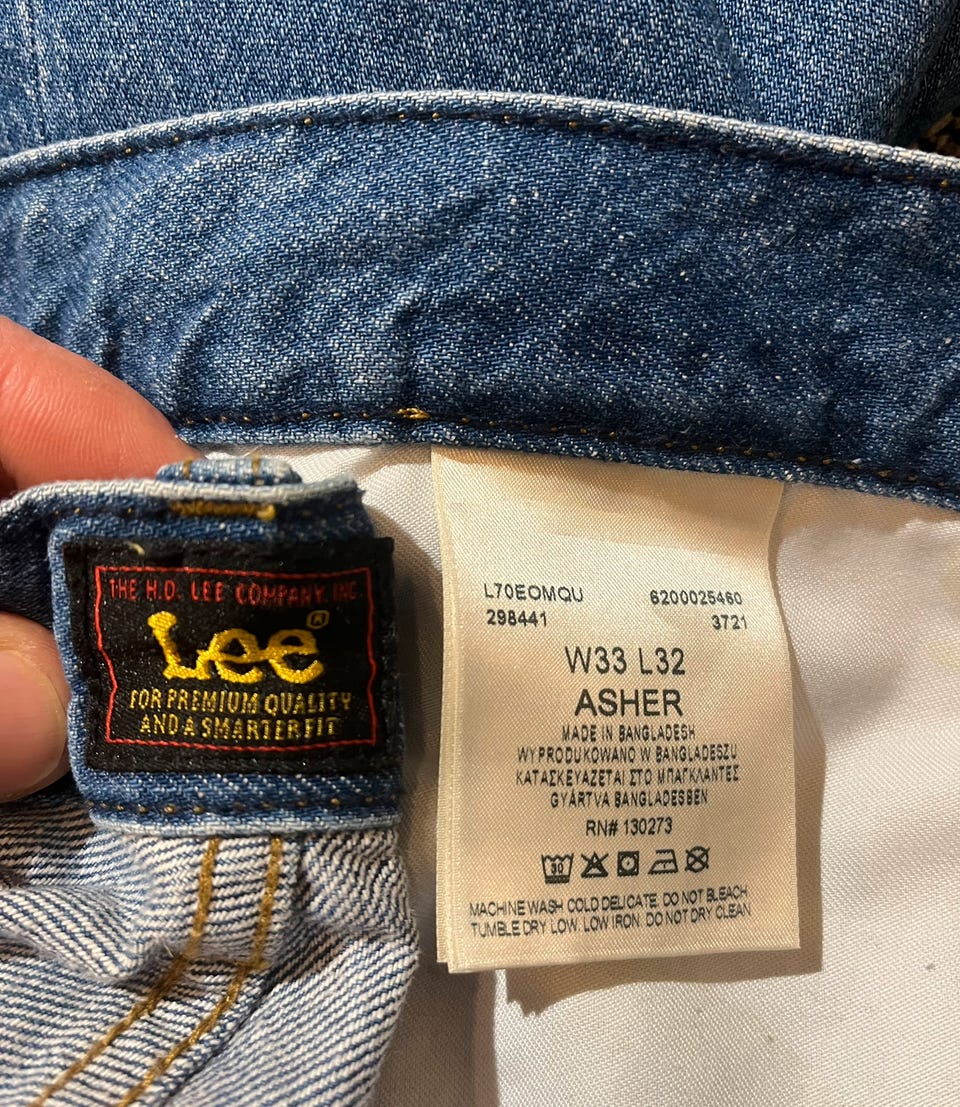 THE H.D. LEE COMPANY, INC.
Lee®
FOR PREMIUM QUALITY
AND A SMARTER FIT
L70EOMQU 6200025460
298441 3721
W33 L32
ASHER
MADE IN BANGLADESH
WYPRODUKOWANO W BANGLADESZU
ΚΑΤΑΣΚΕΥΑΖΕΤΑΙ ΣΤΟ ΜΠΑΓΚΛΑΝΤΕΣ
GYÁRTVA BANGLADESBEN
RN# 130273
30
MACHINE WASH COLD DELICATE. DO NOT BLEACH
TUMBLE DRY LOW. LOW IRON. DO NOT DRY CLEAN